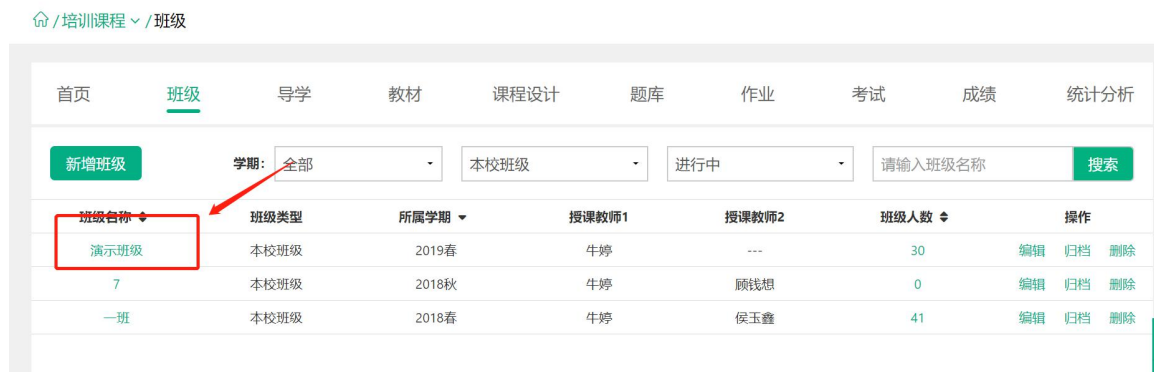 /培训课程 /班级
首页 班级 导学 教材 课程设计 题库 作业 考试 成绩 统计分析
新增班级 学期： 全部 本校班级 进行中 请输入班级名称 搜索
班级名称 班级类型 所属学期 授课教师1 授课教师2 班级人数 操作
演示班级 本校班级 2019春 牛婷 --- 30 编辑 归档 删除
7 本校班级 2018秋 牛婷 顾钱想 0 编辑 归档 删除
一班 本校班级 2018春 牛婷 侯玉鑫 41 编辑 归档 删除